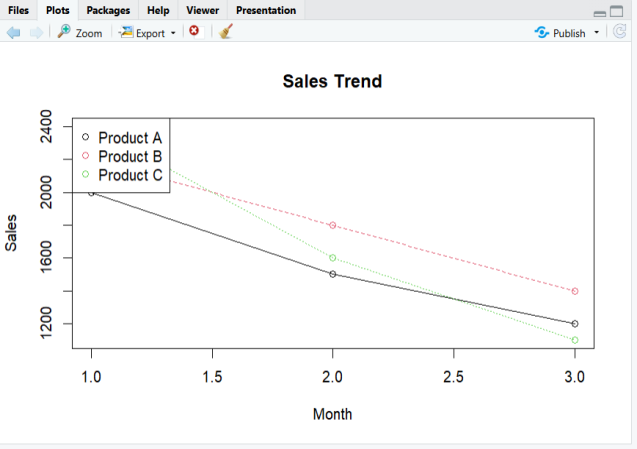 Files Plots Packages Help Viewer Presentation
Zoom Export Publish
Sales Trend
Product A
Product B
Product C
2400
2000
1600
1200
Sales
1.0 1.5 2.0 2.5 3.0
Month